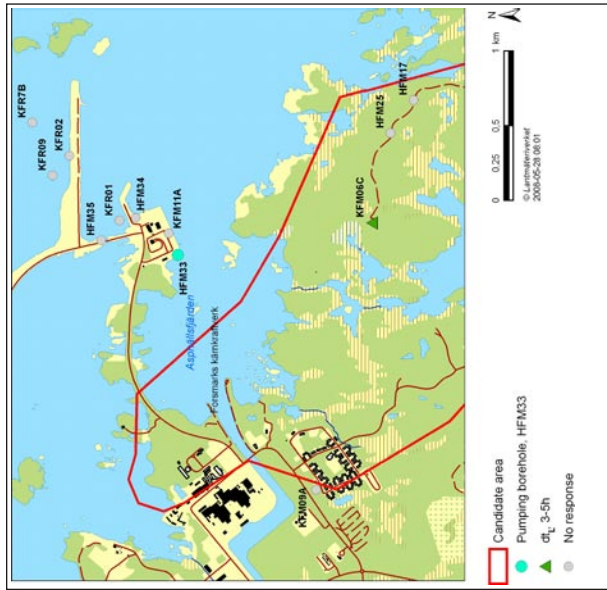 KFR7B
KFR09
KFR02
HFM35
KFR01
HFM34
KFM11A
HFM33
Asphällsfjärden
Forsmarks kärnkraftverk
KFM09A
KFM06C
HFM25
HFM17
Candidate area
Pumping borehole, HFM33
dtL: 3-5h
No response
N
0 0.25 0.5 1
km
© Lantmäteriverket
2008-05-28 08:01